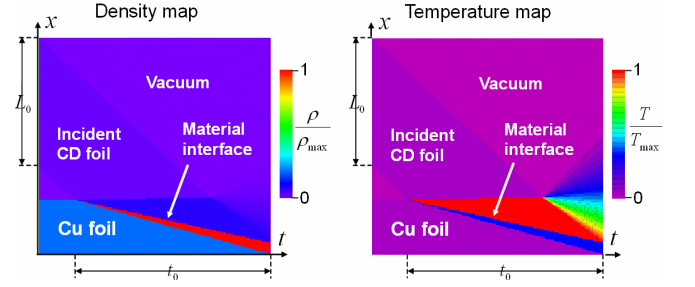 Density map
x
L₀
Vacuum
Incident
CD foil
Material
interface
Cu foil
t
t₀
1
ρ
ρmax
0
Temperature map
x
L₀
Vacuum
Incident
CD foil
Material
interface
Cu foil
t
t₀
1
T
Tmax
0